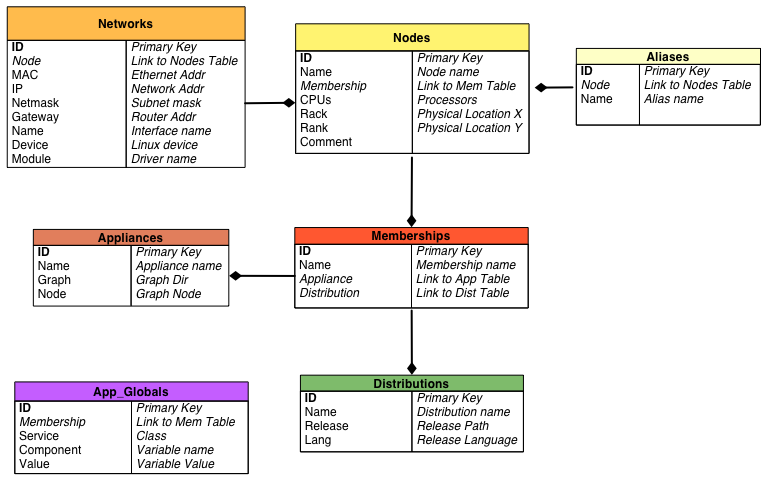 Networks
ID Primary Key
Node Link to Nodes Table
MAC Ethernet Addr
IP Network Addr
Netmask Subnet mask
Gateway Router Addr
Name Interface name
Device Linux device
Module Driver name
Nodes
ID Primary Key
Name Node name
Membership Link to Mem Table
CPUs Processors
Rack Physical Location X
Rank Physical Location Y
Comment
Aliases
ID Primary Key
Node Link to Nodes Table
Name Alias name
Appliances
ID Primary Key
Name Appliance name
Graph Graph Dir
Node Graph Node
Memberships
ID Primary Key
Name Membership name
Appliance Link to App Table
Distribution Link to Dist Table
App_Globals
ID Primary Key
Membership Link to Mem Table
Service Class
Component Variable name
Value Variable Value
Distributions
ID Primary Key
Name Distribution name
Release Release Path
Lang Release Language